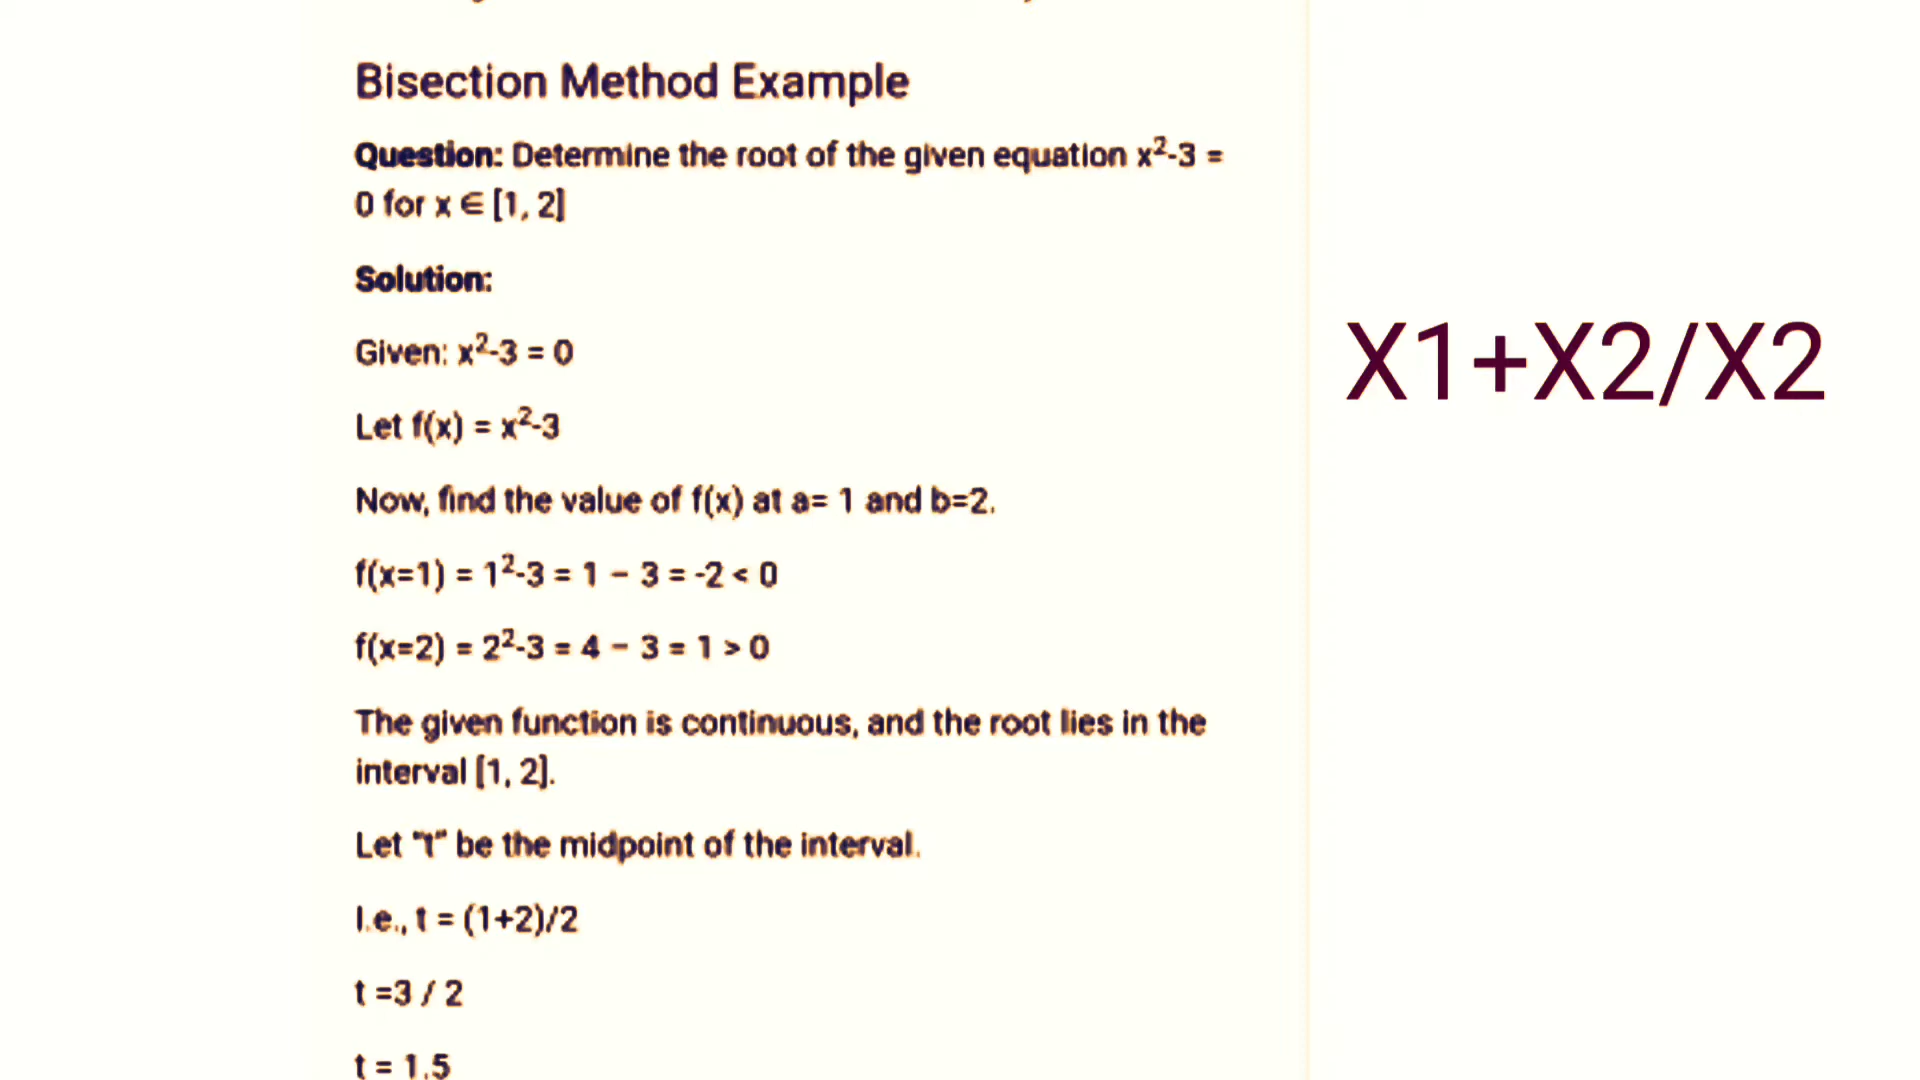 Bisection Method Example
Question: Determine the root of the given equation x²-3 =
0 for x ∈ [1, 2]
Solution:
Given: x²-3 = 0
Let f(x) = x²-3
Now, find the value of f(x) at a= 1 and b=2.
f(x=1) = 1²-3 = 1 – 3 = -2 < 0
f(x=2) = 2²-3 = 4 – 3 = 1 > 0
The given function is continuous, and the root lies in the
interval [1, 2].
Let "t" be the midpoint of the interval.
I.e., t = (1+2)/2
t =3 / 2
t = 1.5
X1+X2/X2